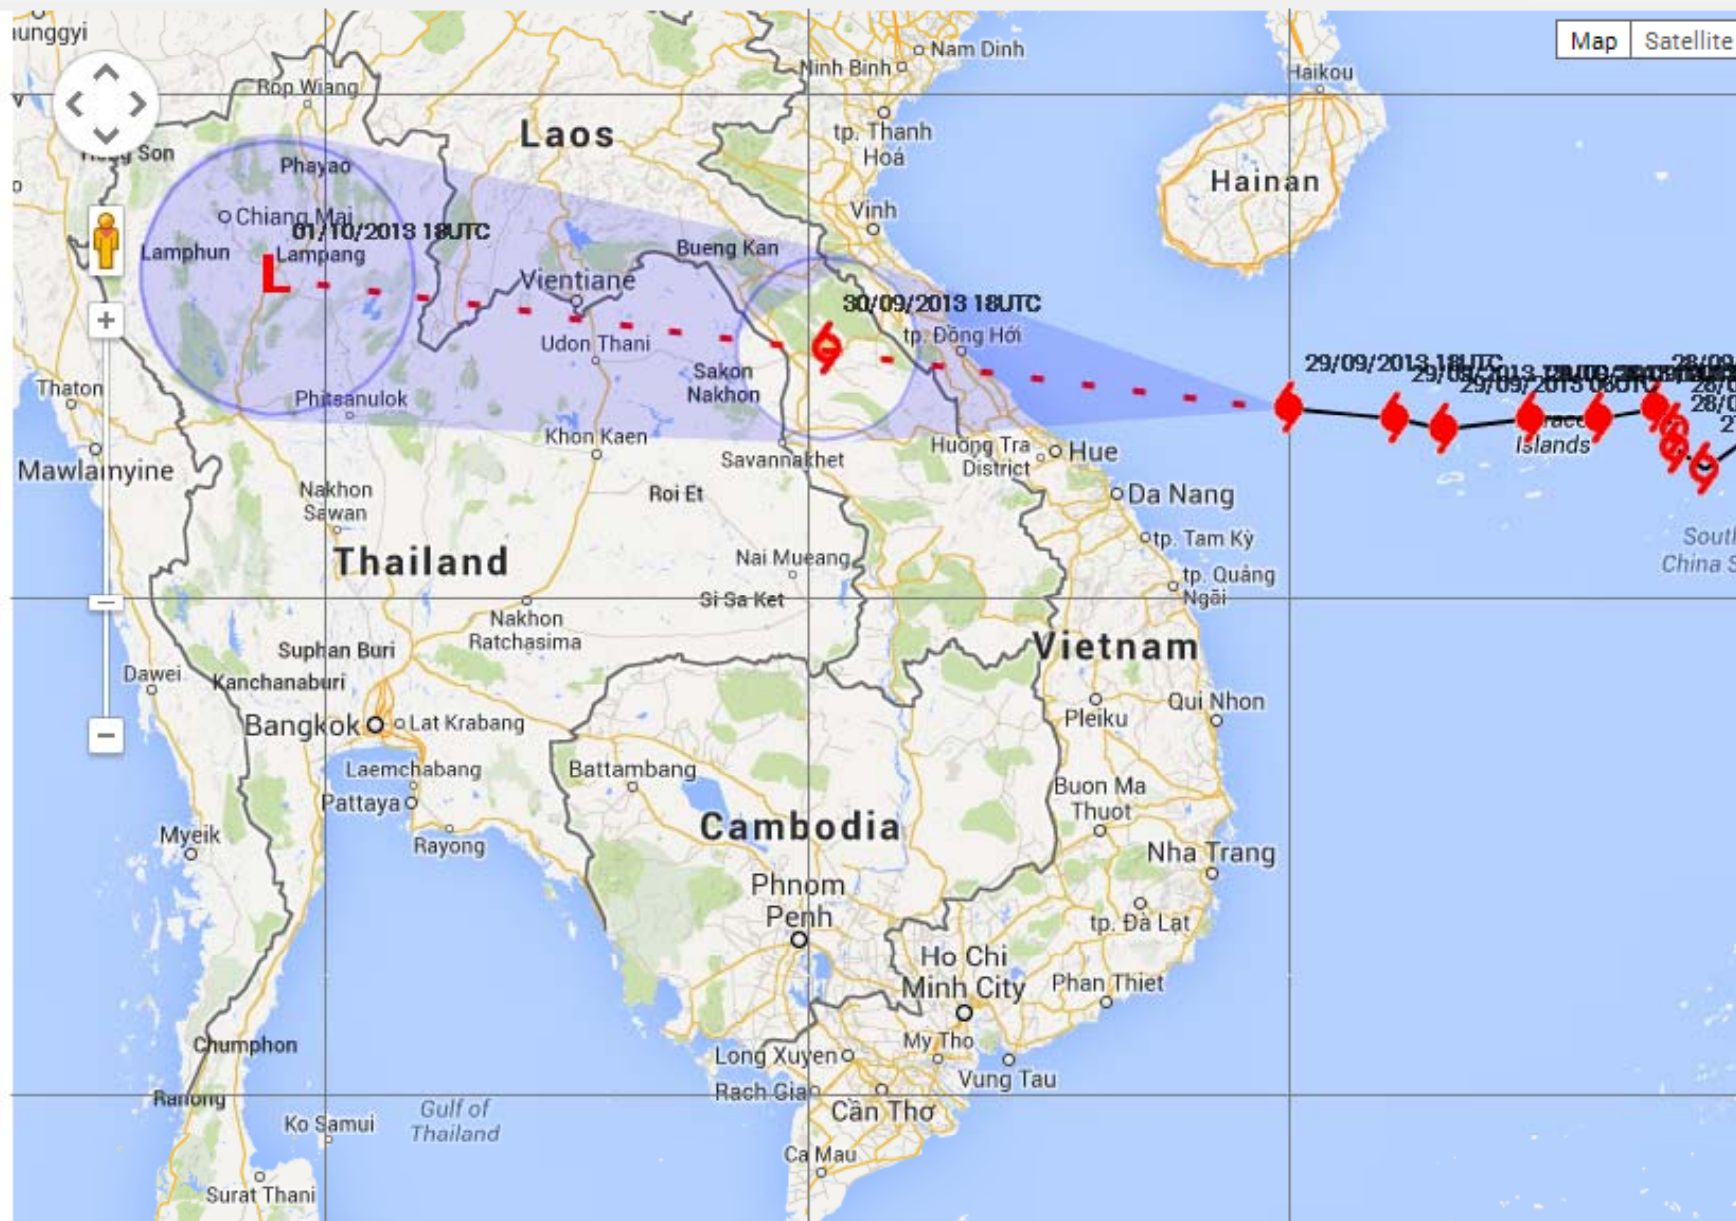 Map
Satellite
Nam Dinh
Ninh Binh
Haikou
Rop Wiang
tp. Thanh
Hoá
Laos
Hainan
Phayao
Vinh
Chiang Mai
01/10/2013 18UTC
Lamphun
Lampang
L
Bueng Kan
Vientiane
30/09/2013 18UTC
tp. Đồng Hới
Udon Thani
Sakon
Nakhon
29/09/2013 18UTC
Thaton
Phitsanulok
Khon Kaen
Savannakhet
Huong Tra
District
Hue
Islands
Mawlamyine
Nakhon
Sawan
Roi Et
Da Nang
Thailand
Nai Mueang
tp. Tam Kỳ
tp. Quảng
Ngãi
Si Sa Ket
Nakhon
Ratchasima
Suphan Buri
Vietnam
Dawei
Kanchanaburi
Bangkok
Lat Krabang
Pleiku
Qui Nhon
Laemchabang
Pattaya
Battambang
Buon Ma
Thuot
Myeik
Rayong
Cambodia
Nha Trang
Phnom
Penh
tp. Đà Lạt
Ho Chi
Minh City
Phan Thiet
Chumphon
Long Xuyen
My Tho
Vung Tau
Ranong
Rach Gia
Cần Thơ
Gulf of
Thailand
Ko Samui
Ca Mau
Surat Thani